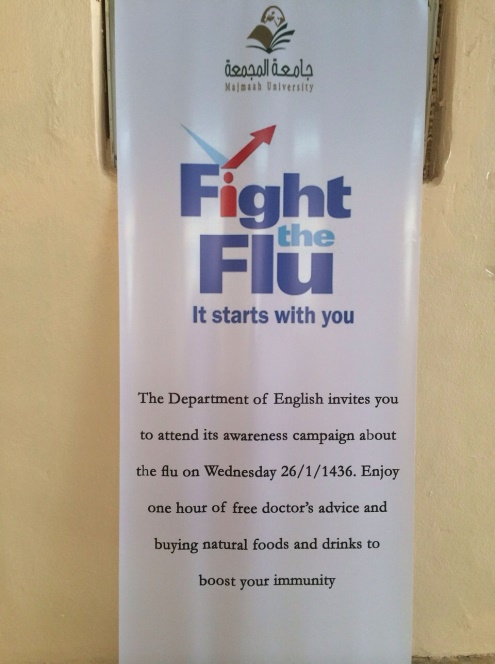 جامعة المجمعة
Majmaah University
Fight
the
Flu
It starts with you
The Department of English invites you
to attend its awareness campaign about
the flu on Wednesday 26/1/1436. Enjoy
one hour of free doctor's advice and
buying natural foods and drinks to
boost your immunity